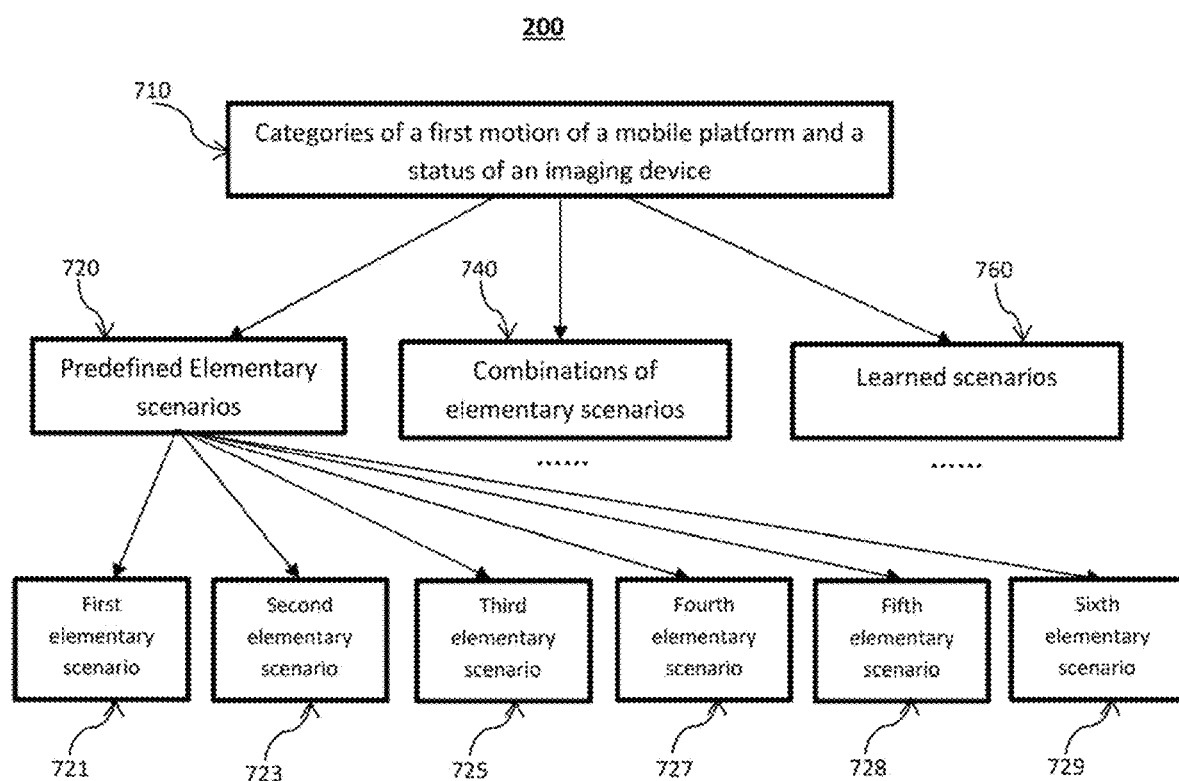 200
710
Categories of a first motion of a mobile platform and a
status of an imaging device
720
740
760
Predefined Elementary
scenarios
Combinations of
elementary scenarios
Learned scenarios
......
......
First
elementary
scenario
Second
elementary
scenario
Third
elementary
scenario
Fourth
elementary
scenario
Fifth
elementary
scenario
Sixth
elementary
scenario
721
723
725
727
728
729